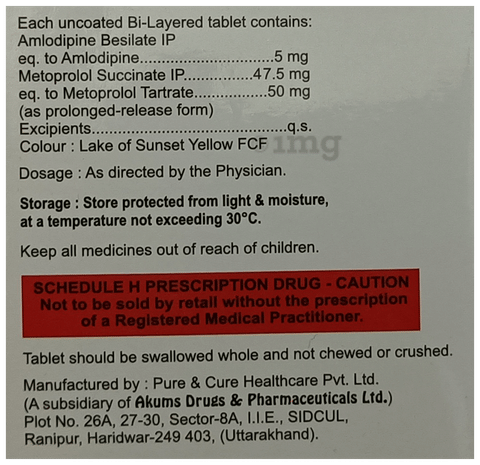 Each uncoated Bi-Layered tablet contains:
Amlodipine Besilate IP
eq. to Amlodipine................................5 mg
Metoprolol Succinate IP................47.5 mg
eq. to Metoprolol Tartrate.................50 mg
(as prolonged-release form)
Excipients.............................................q.s.
Colour : Lake of Sunset Yellow FCF
Dosage : As directed by the Physician.
Storage : Store protected from light & moisture,
at a temperature not exceeding 30°C.
Keep all medicines out of reach of children.
SCHEDULE H PRESCRIPTION DRUG - CAUTION
Not to be sold by retail without the prescription
of a Registered Medical Practitioner.
Tablet should be swallowed whole and not chewed or crushed.
Manufactured by : Pure & Cure Healthcare Pvt. Ltd.
(A subsidiary of Akums Drugs & Pharmaceuticals Ltd.)
Plot No. 26A, 27-30, Sector-8A, I.I.E., SIDCUL,
Ranipur, Haridwar-249 403, (Uttarakhand).